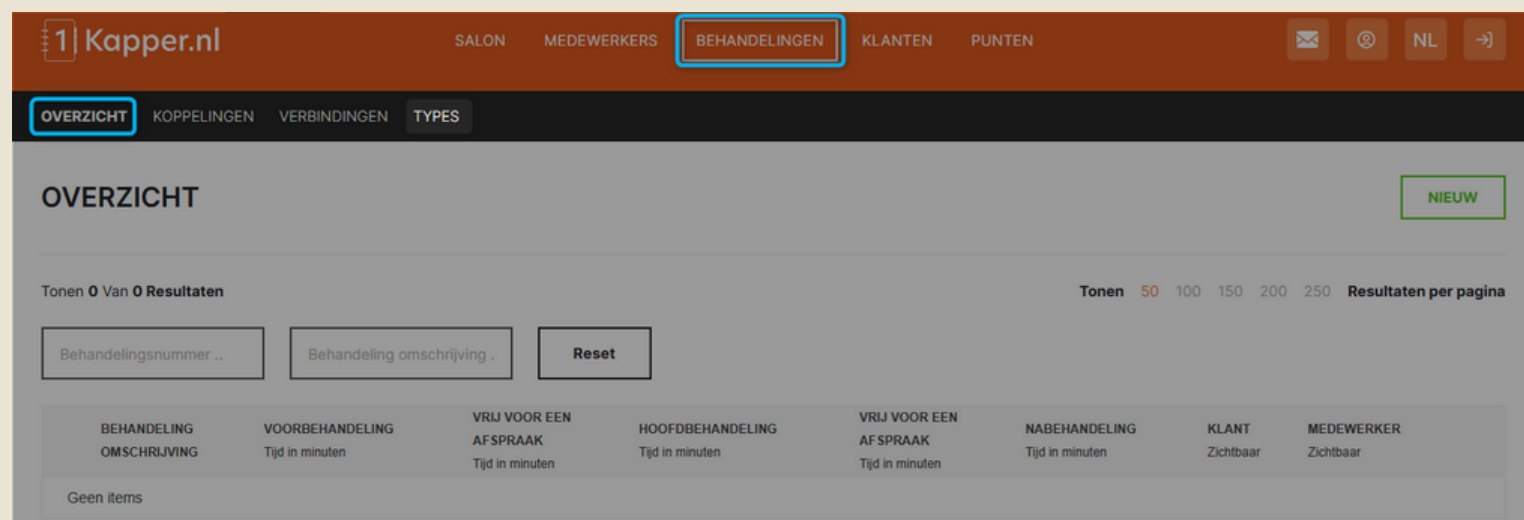 1 Kapper.nl SALON MEDEWERKERS BEHANDELINGEN KLANTEN PUNTEN NL
OVERZICHT KOPPELINGEN VERBINDINGEN TYPES
OVERZICHT NIEUW
Tonen 0 Van 0 Resultaten Tonen 50 100 150 200 250 Resultaten per pagina
Behandelingsnummer .. Behandeling omschrijving . Reset
BEHANDELING OMSCHRIJVING
VOORBEHANDELING
Tijd in minuten
VRIJ VOOR EEN
AFSPRAAK
Tijd in minuten
HOOFDBEHANDELING
Tijd in minuten
VRIJ VOOR EEN
AFSPRAAK
Tijd in minuten
NABEHANDELING
Tijd in minuten
KLANT
Zichtbaar
MEDEWERKER
Zichtbaar
Geen items